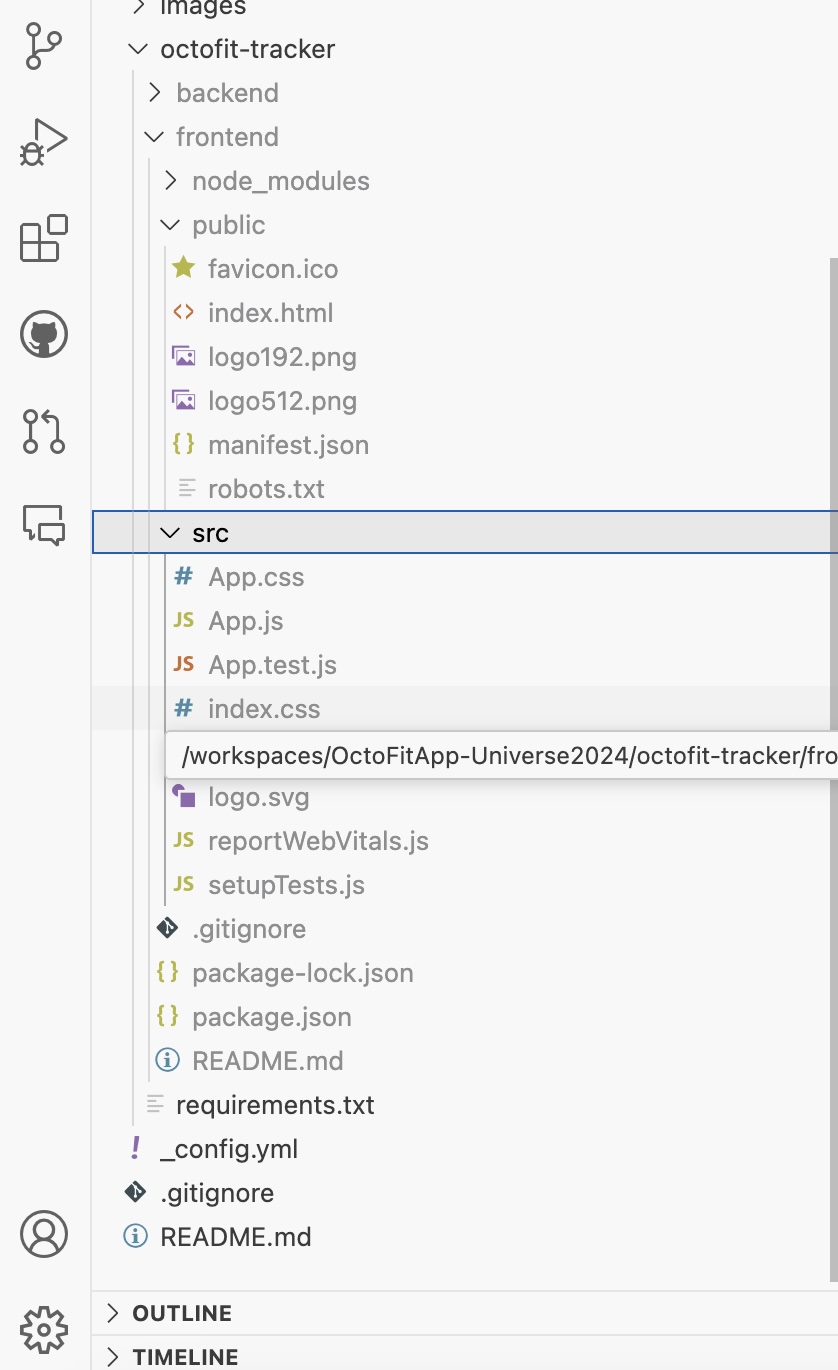 images
octofit-tracker
backend
frontend
node_modules
public
favicon.ico
<> index.html
logo192.png
logo512.png
{} manifest.json
robots.txt
src
# App.css
JS App.js
JS App.test.js
# index.css
/workspaces/OctoFitApp-Universe2024/octofit-tracker/fro
logo.svg
JS reportWebVitals.js
JS setupTests.js
.gitignore
{} package-lock.json
{} package.json
README.md
requirements.txt
! _config.yml
.gitignore
README.md
OUTLINE
TIMELINE